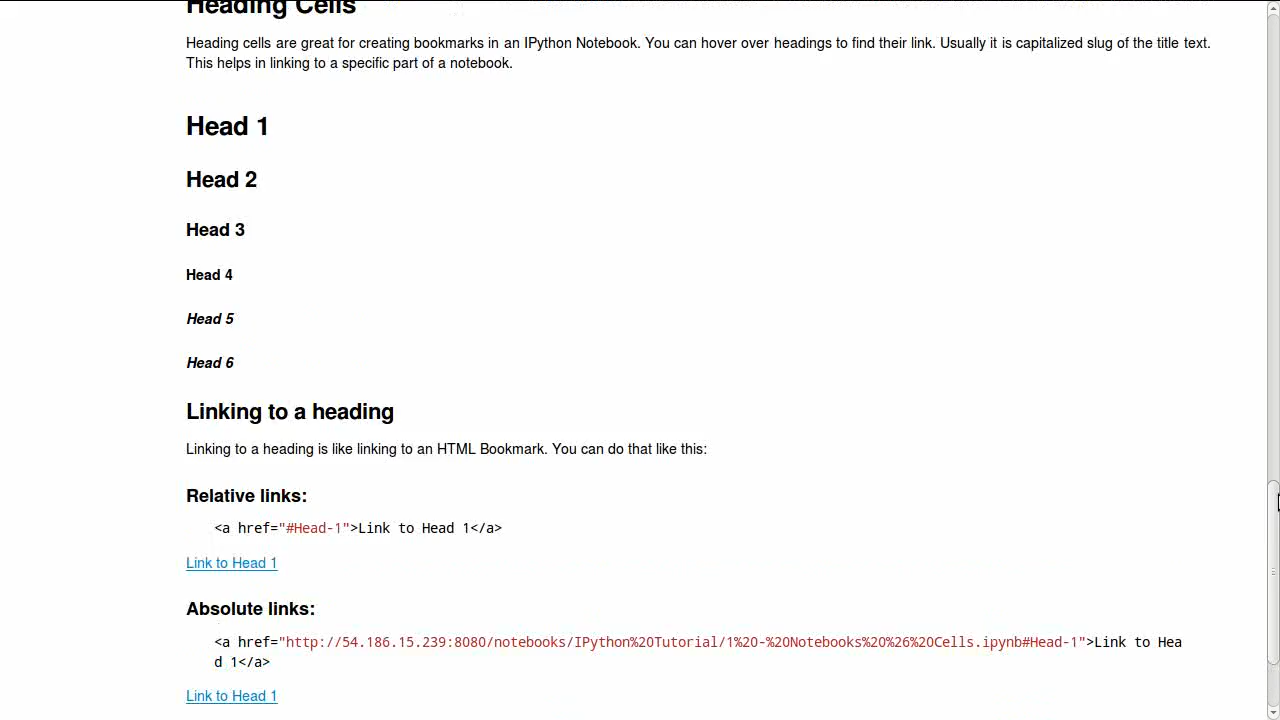 Heading Cells
Heading cells are great for creating bookmarks in an IPython Notebook. You can hover over headings to find their link. Usually it is capitalized slug of the title text.
This helps in linking to a specific part of a notebook.
Head 1
Head 2
Head 3
Head 4
Head 5
Head 6
Linking to a heading
Linking to a heading is like linking to an HTML Bookmark. You can do that like this:
Relative links:
<a href="#Head-1">Link to Head 1</a>
Link to Head 1
Absolute links:
<a href="http://54.186.15.239:8080/notebooks/IPython%20Tutorial/1%20-%20Notebooks%20%26%20Cells.ipynb#Head-1">Link to Hea
d 1</a>
Link to Head 1